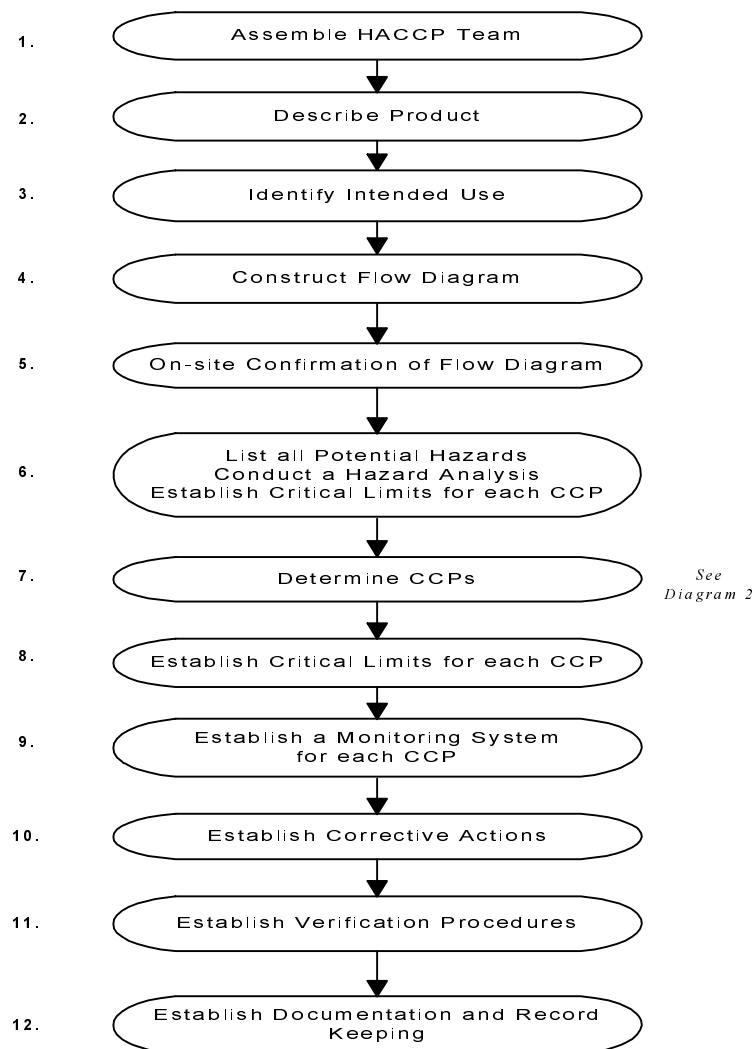 1. Assemble HACCP Team
2. Describe Product
3. Identify Intended Use
4. Construct Flow Diagram
5. On-site Confirmation of Flow Diagram
List all Potential Hazards
6. Conduct a Hazard Analysis
Establish Critical Limits for each CCP
7. Determine CCPs
See
Diagram 2
8. Establish Critical Limits for each CCP
9. Establish a Monitoring System
for each CCP
10. Establish Corrective Actions
11. Establish Verification Procedures
12. Establish Documentation and Record
Keeping